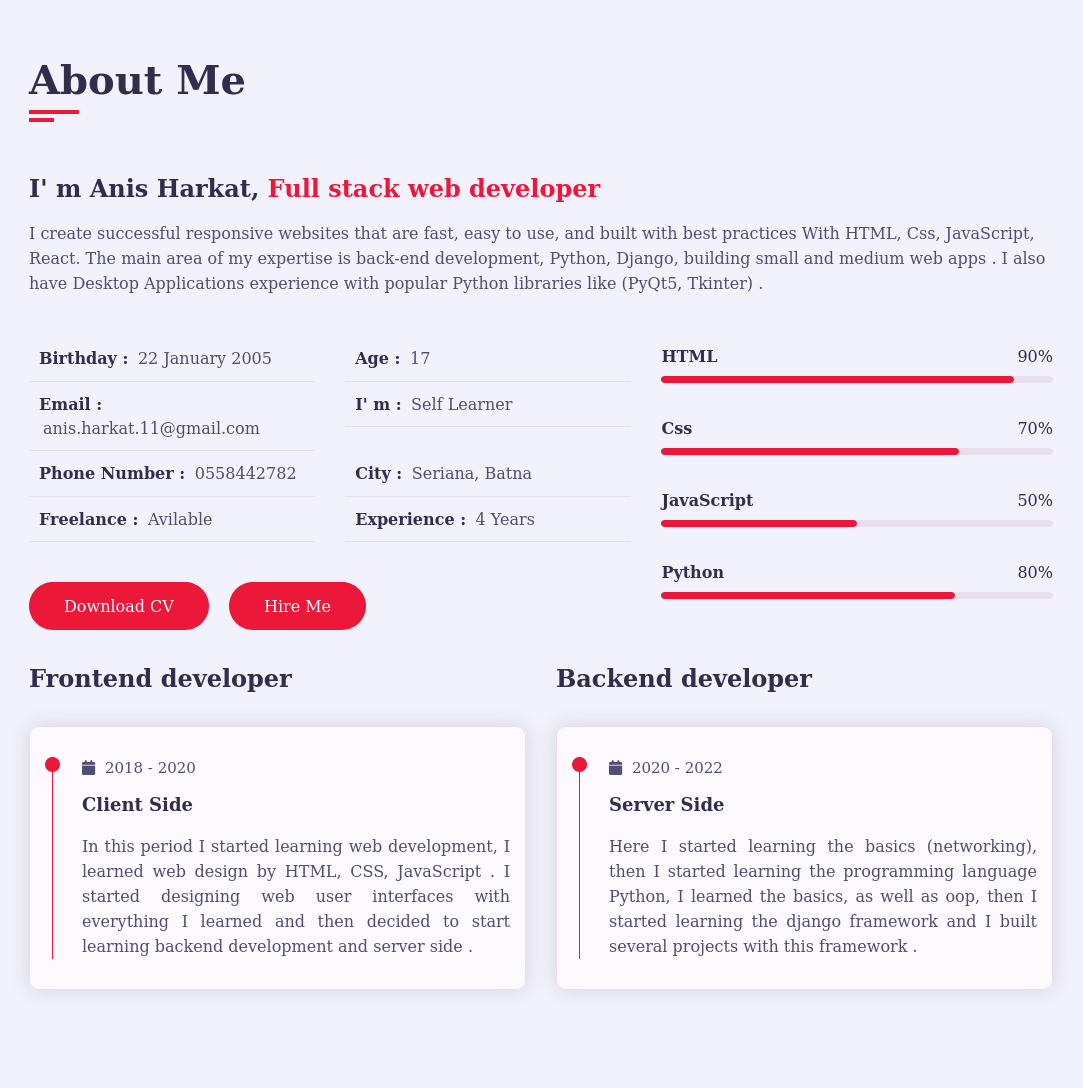 About Me
I' m Anis Harkat, Full stack web developer
I create successful responsive websites that are fast, easy to use, and built with best practices With HTML, Css, JavaScript,
React. The main area of my expertise is back-end development, Python, Django, building small and medium web apps . I also
have Desktop Applications experience with popular Python libraries like (PyQt5, Tkinter) .
Birthday : 22 January 2005
Age : 17
Email :
anis.harkat.11@gmail.com
I' m : Self Learner
Phone Number : 0558442782
City : Seriana, Batna
Freelance : Avilable
Experience : 4 Years
Download CV
Hire Me
HTML 90%
Css 70%
JavaScript 50%
Python 80%
Frontend developer
2018 - 2020
Client Side
In this period I started learning web development, I
learned web design by HTML, CSS, JavaScript . I
started designing web user interfaces with
everything I learned and then decided to start
learning backend development and server side .
Backend developer
2020 - 2022
Server Side
Here I started learning the basics (networking),
then I started learning the programming language
Python, I learned the basics, as well as oop, then I
started learning the django framework and I built
several projects with this framework .